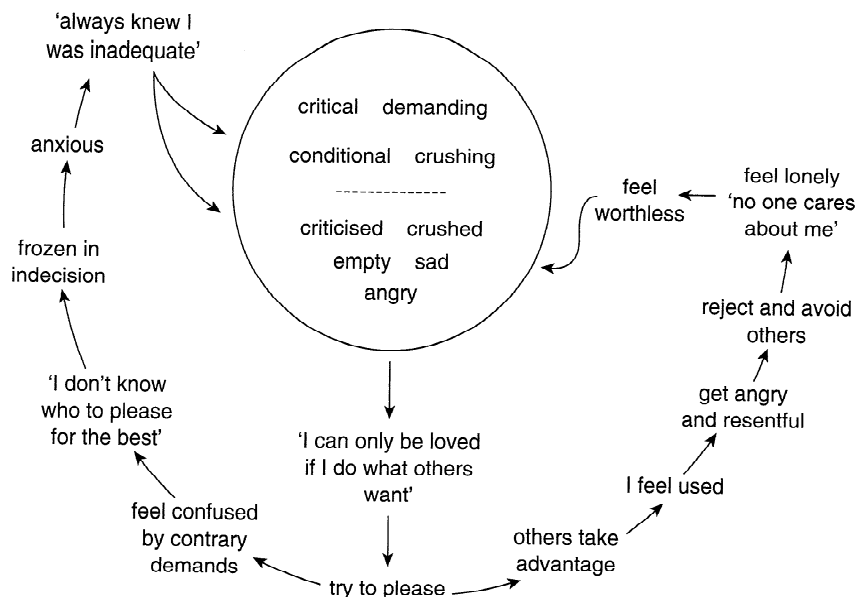 'always knew I
was inadequate'
anxious
frozen in
indecision
'I don't know
who to please
for the best'
feel confused
by contrary
demands
critical demanding
conditional crushing
criticised crushed
empty sad
angry
'I can only be loved
if I do what others
want'
try to please
others take
advantage
I feel used
get angry
and resentful
reject and avoid
others
feel lonely
'no one cares
about me'
feel
worthless